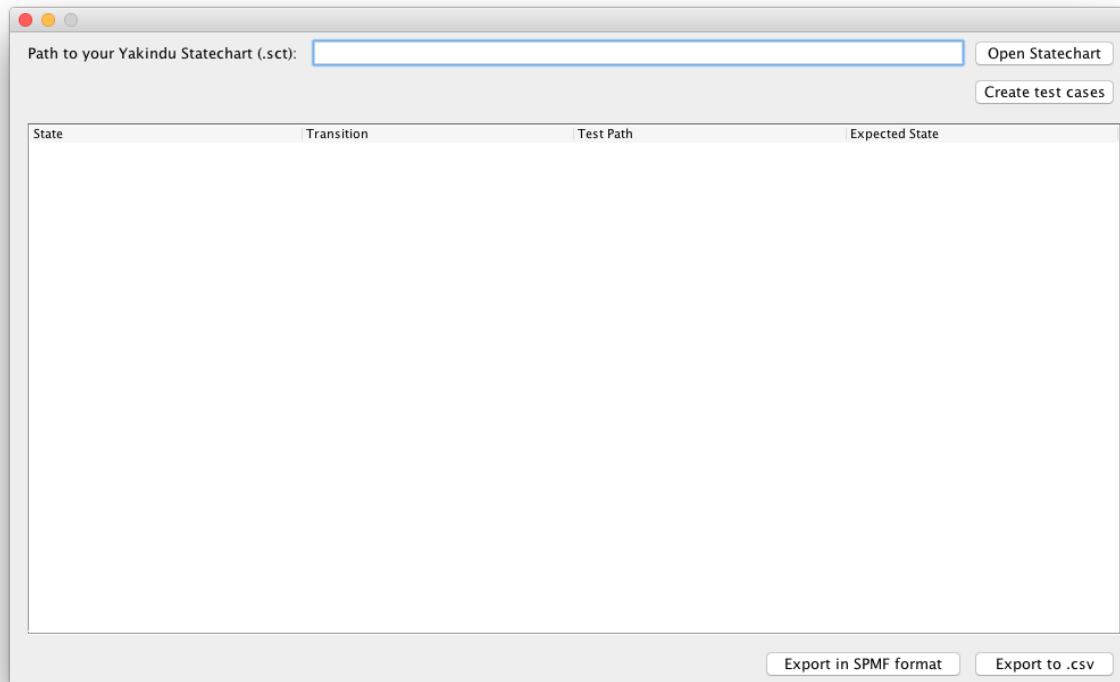 Path to your Yakindu Statechart (.sct): Open Statechart
Create test cases
State Transition Test Path Expected State
Export in SPMF format Export to .csv